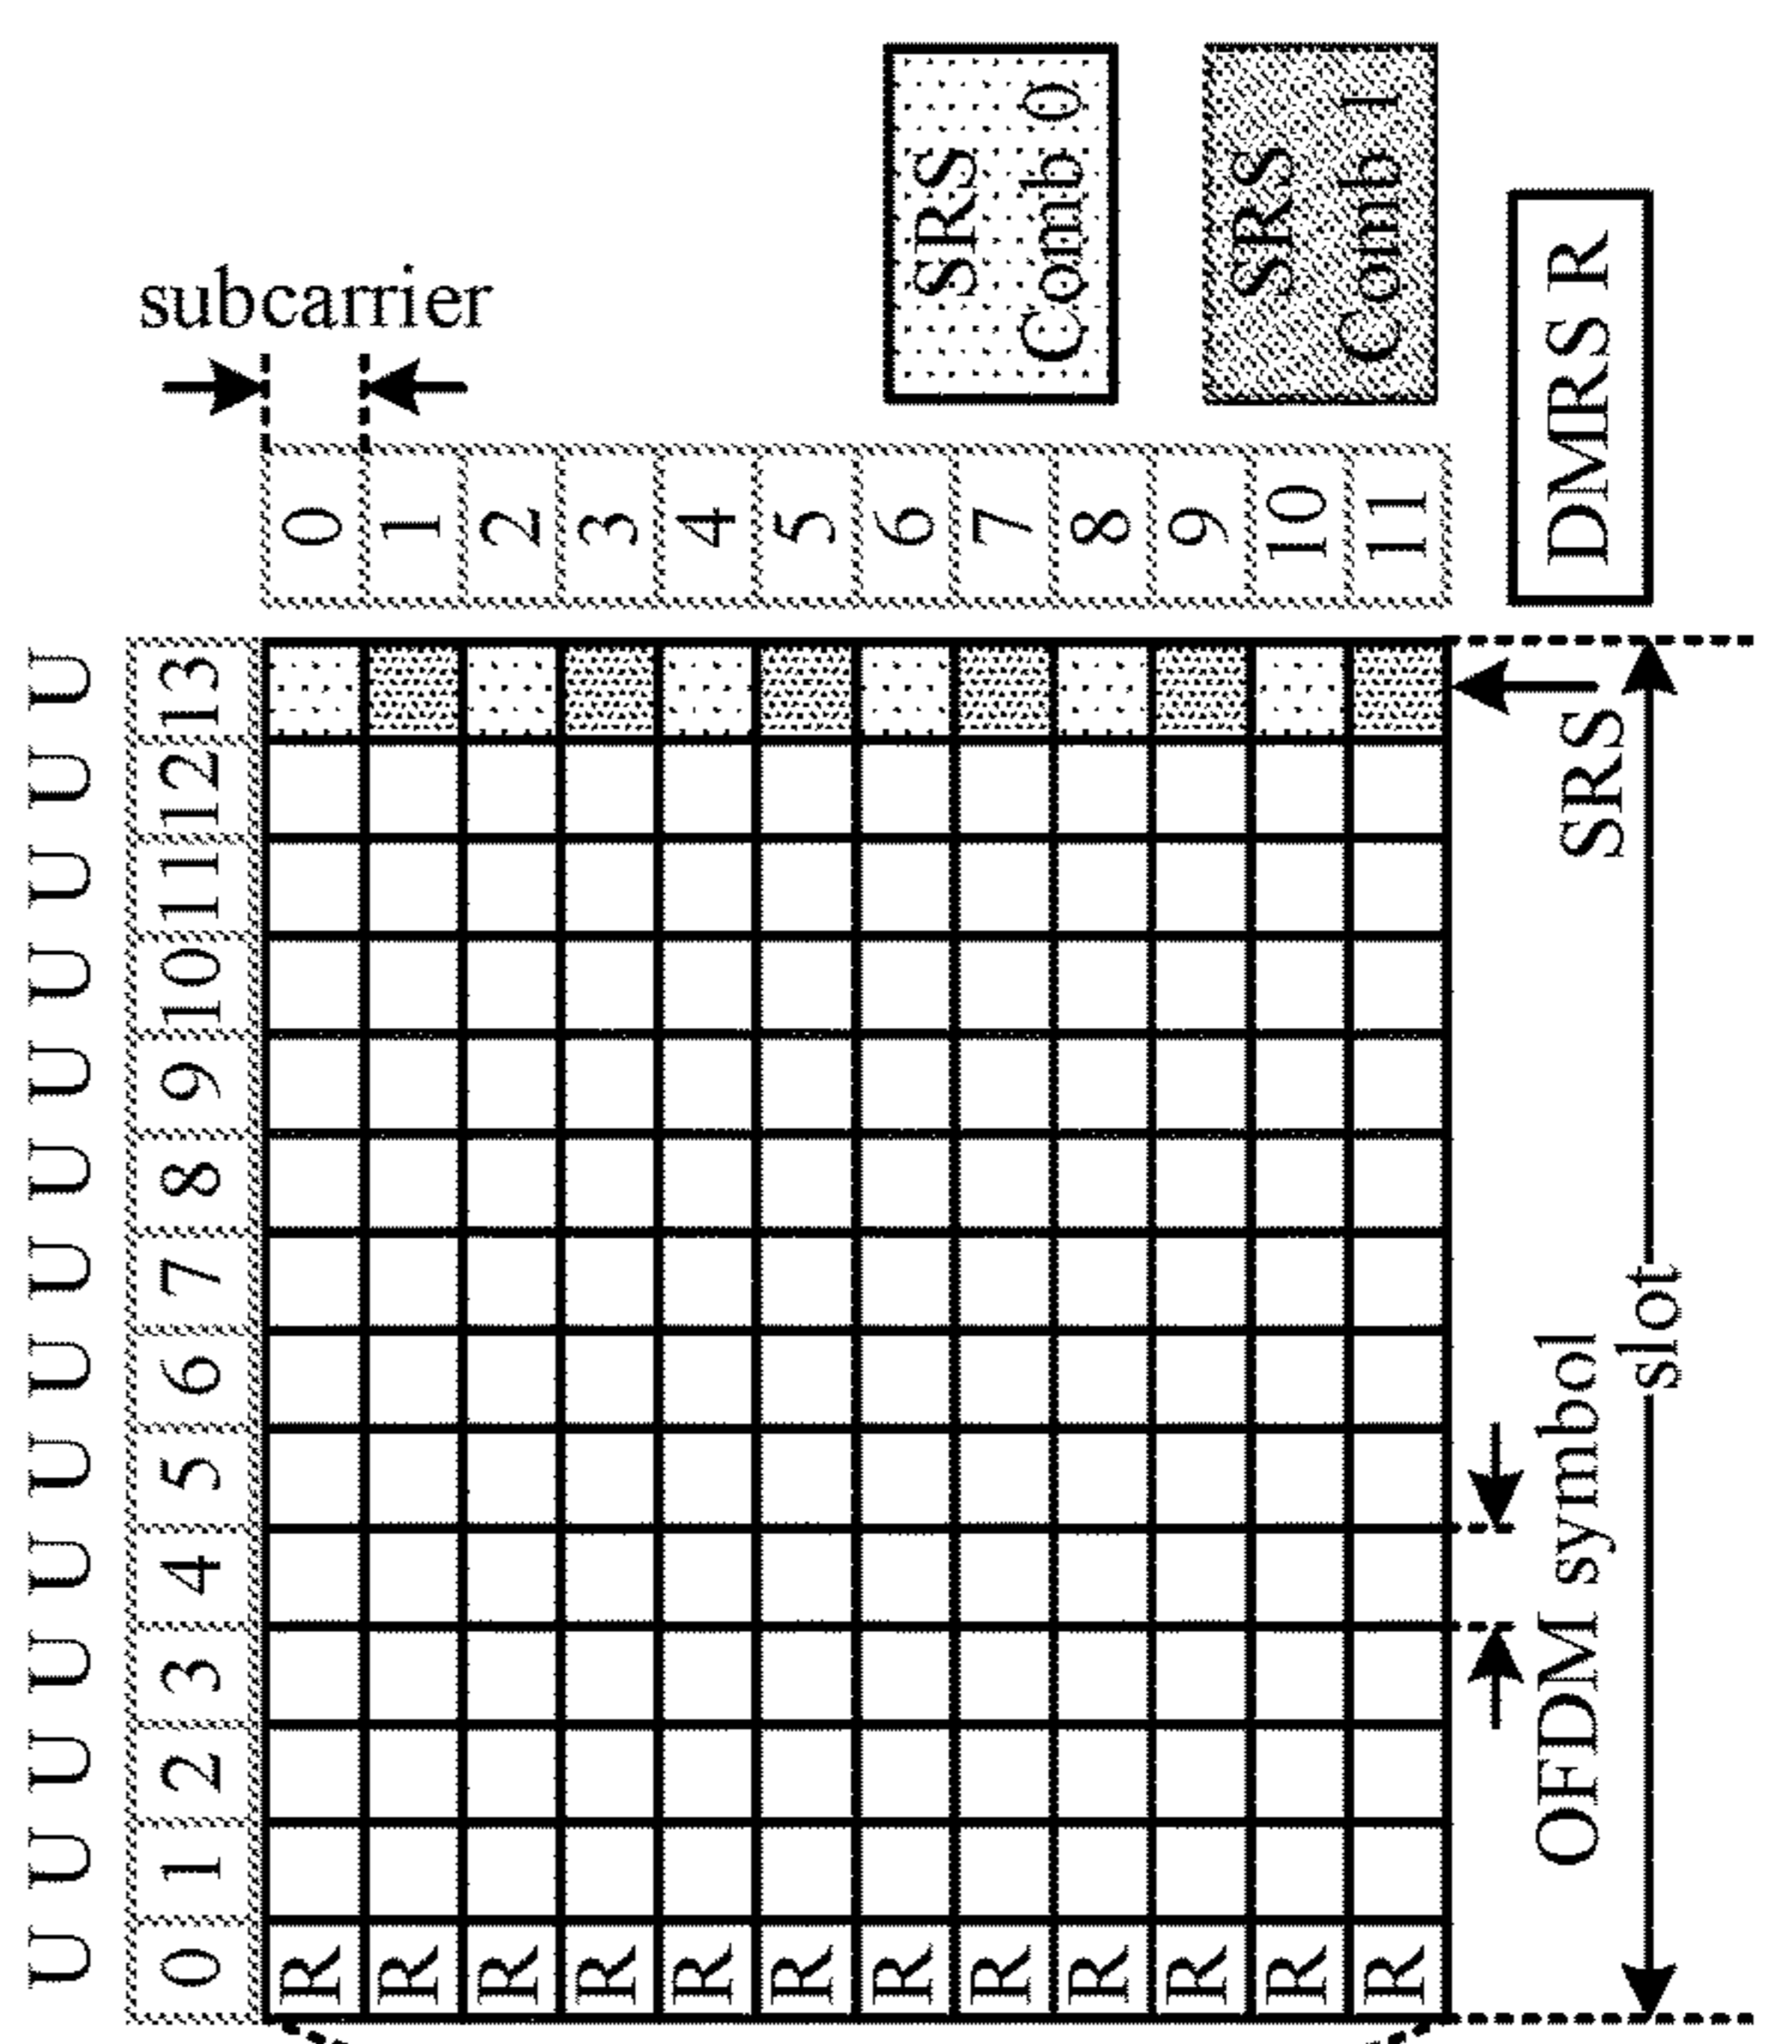 U U U U U U U U U U U U U U
0 1 2 3 4 5 6 7 8 9 10 11 12 13
subcarrier
R 0
R 1
R 2
R 3
R 4
R 5
R 6
R 7
R 8
R 9
R 10
R 11
SRS
Comb 0
SRS
Comb 1
DMRS R
OFDM symbol
SRS
slot